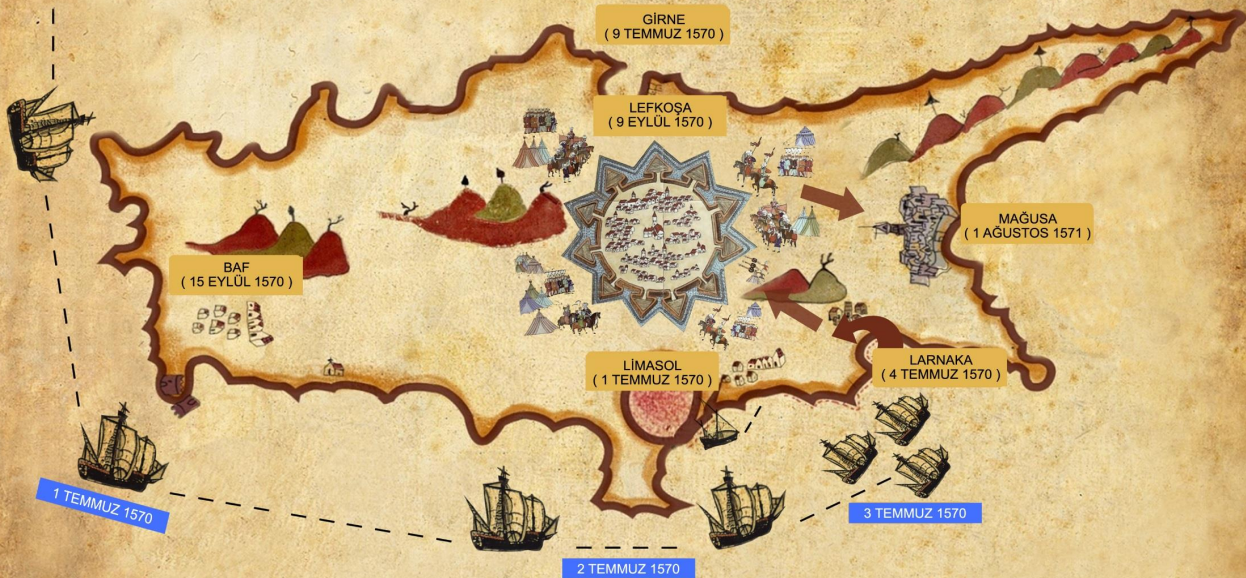 GİRNE
( 9 TEMMUZ 1570 )
LEFKOŞA
( 9 EYLÜL 1570 )
MAĞUSA
( 1 AĞUSTOS 1571 )
BAF
( 15 EYLÜL 1570 )
LİMASOL
( 1 TEMMUZ 1570 )
LARNAKA
( 4 TEMMUZ 1570 )
1 TEMMUZ 1570
3 TEMMUZ 1570
2 TEMMUZ 1570